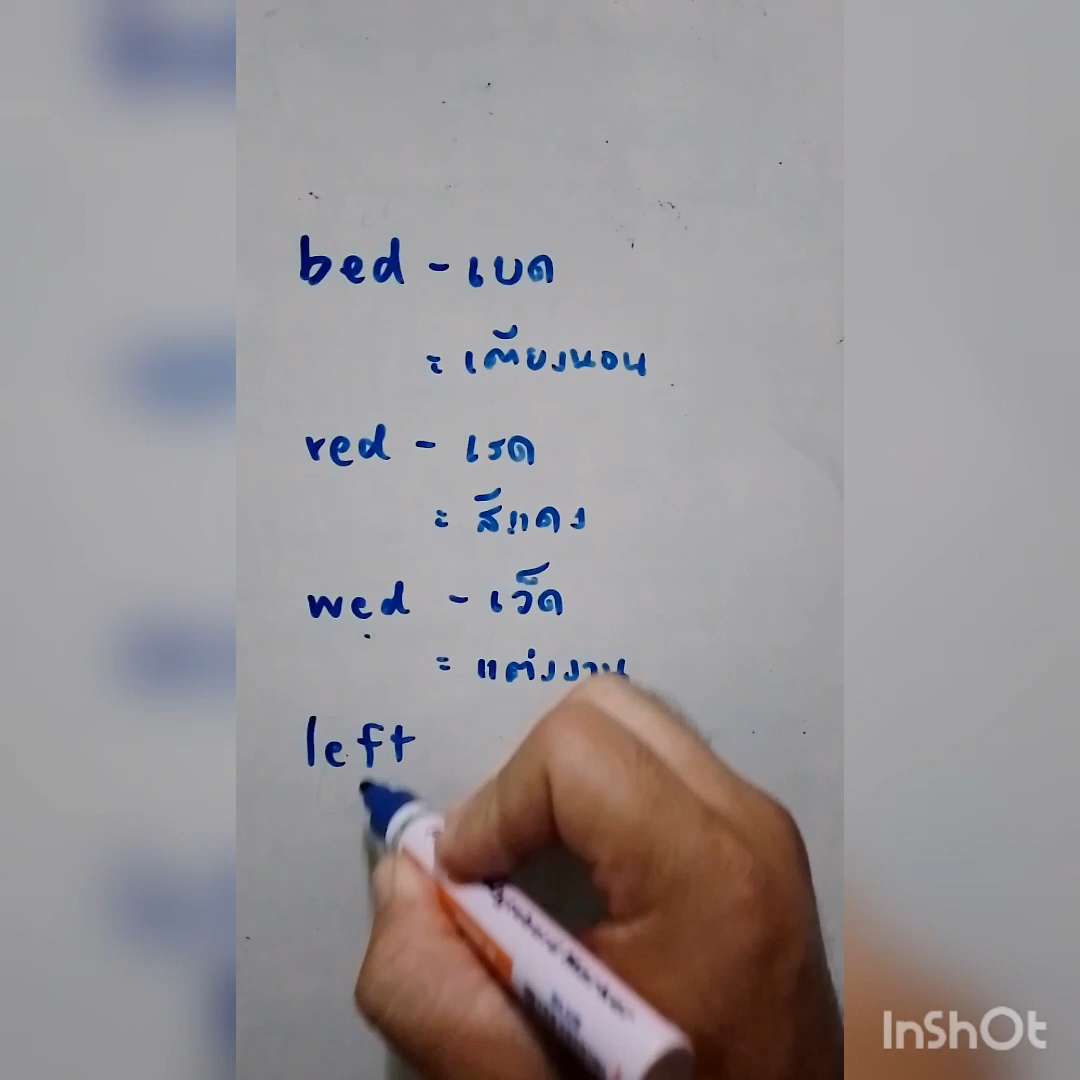 bed - เบด
= เตียงนอน
red - เรด
= สีแดง
wed - เว็ด
= แต่งงาน
left
InShOt